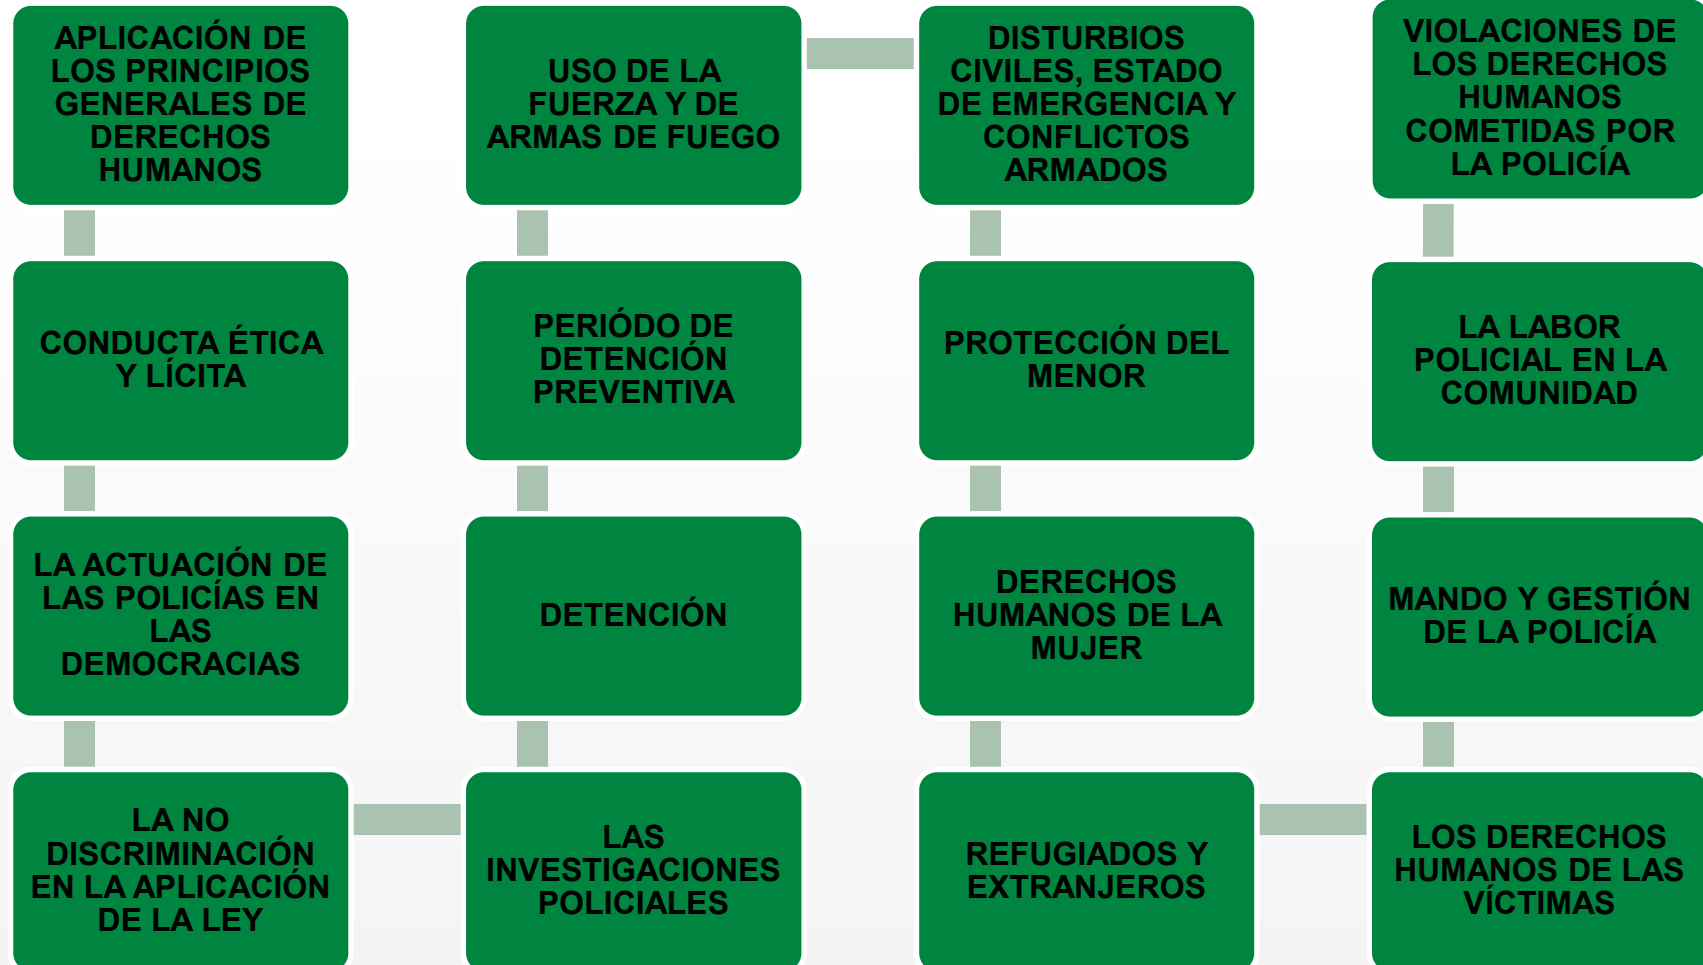 APLICACIÓN DE
LOS PRINCIPIOS
GENERALES DE
DERECHOS
HUMANOS
CONDUCTA ÉTICA
Y LÍCITA
LA ACTUACIÓN DE
LAS POLICÍAS EN
LAS
DEMOCRACIAS
LA NO
DISCRIMINACIÓN
EN LA APLICACIÓN
DE LA LEY
LAS
INVESTIGACIONES
POLICIALES
DETENCIÓN
PERIÓDO DE
DETENCIÓN
PREVENTIVA
USO DE LA
FUERZA Y DE
ARMAS DE FUEGO
DISTURBIOS
CIVILES, ESTADO
DE EMERGENCIA Y
CONFLICTOS
ARMADOS
PROTECCIÓN DEL
MENOR
DERECHOS
HUMANOS DE LA
MUJER
REFUGIADOS Y
EXTRANJEROS
LOS DERECHOS
HUMANOS DE LAS
VÍCTIMAS
MANDO Y GESTIÓN
DE LA POLICÍA
LA LABOR
POLICIAL EN LA
COMUNIDAD
VIOLACIONES DE
LOS DERECHOS
HUMANOS
COMETIDAS POR
LA POLICÍA